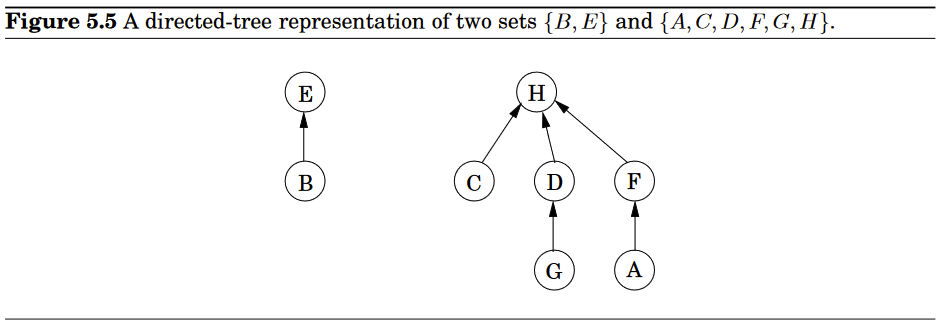 Figure 5.5 A directed-tree representation of two sets {B, E} and {A, C, D, F, G, H}.
E H
B C D F
G A